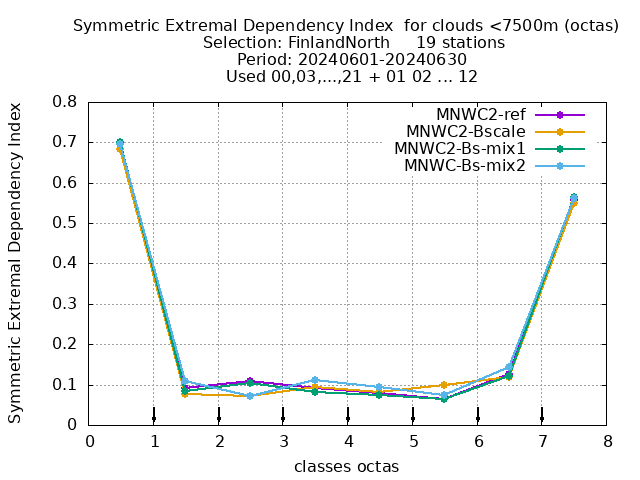 Symmetric Extremal Dependency Index  for clouds <7500m (octas)
Selection: FinlandNorth     19 stations
Period: 20240601-20240630
Used 00,03,...,21 + 01 02 ... 12
Symmetric Extremal Dependency Index
0.8
0.7
0.6
0.5
0.4
0.3
0.2
0.1
0
MNWC2-ref
MNWC2-Bscale
MNWC2-Bs-mix1
MNWC-Bs-mix2
0 1 2 3 4 5 6 7 8
classes octas